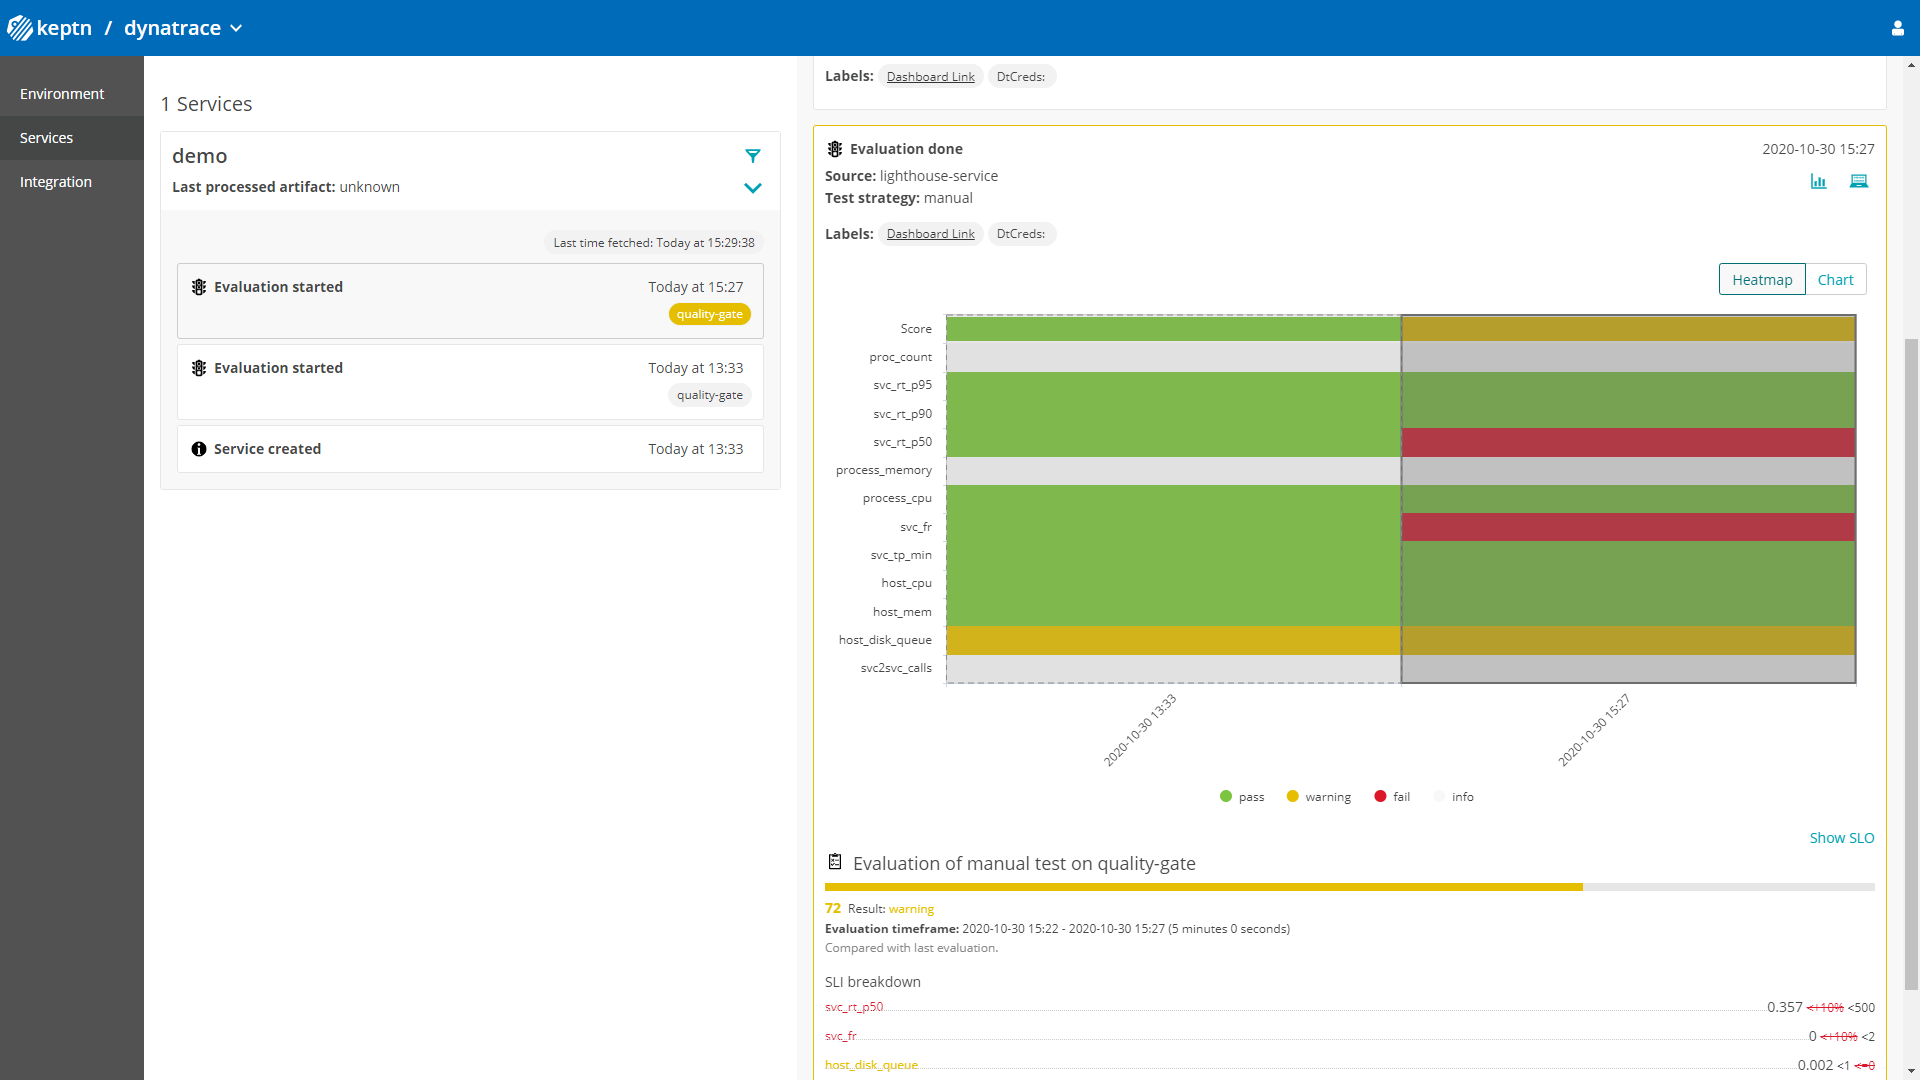 keptn / dynatrace
Environment
Services
Integration
1 Services
demo
Last processed artifact: unknown
Last time fetched: Today at 15:29:38
Evaluation started Today at 15:27
quality-gate
Evaluation started Today at 13:33
quality-gate
Service created Today at 13:33
Labels: Dashboard Link DtCreds:
Evaluation done 2020-10-30 15:27
Source: lighthouse-service
Test strategy: manual
Labels: Dashboard Link DtCreds:
Heatmap Chart
Score
proc_count
svc_rt_p95
svc_rt_p90
svc_rt_p50
process_memory
process_cpu
svc_fr
svc_tp_min
host_cpu
host_mem
host_disk_queue
svc2svc_calls
2020-10-30 13:33
2020-10-30 15:27
pass warning fail info
Show SLO
Evaluation of manual test on quality-gate
72 Result: warning
Evaluation timeframe: 2020-10-30 15:22 - 2020-10-30 15:27 (5 minutes 0 seconds)
Compared with last evaluation.
SLI breakdown
svc_rt_p50 0.357 <+10% <500
svc_fr 0 <+10% <2
host_disk_queue 0.002 <1 <=0